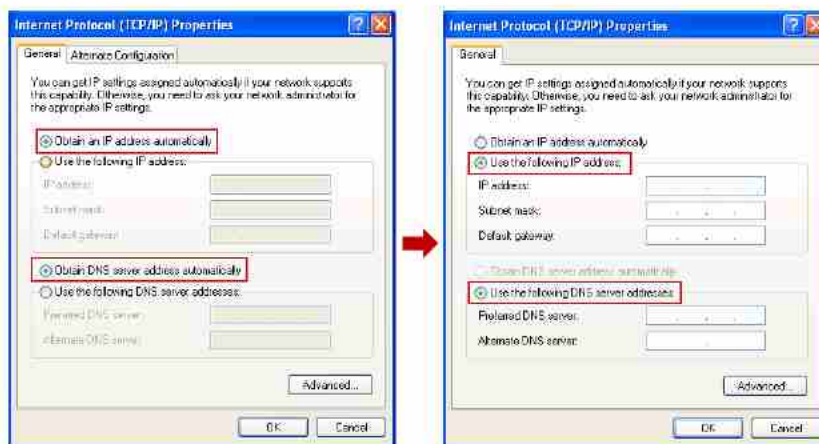 Internet Protocol (TCP/IP) Properties
General
Alternate Configuration
You can get IP settings assigned automatically if your network supports
this capability. Otherwise, you need to ask your network administrator for
the appropriate IP settings.
Obtain an IP address automatically
Use the following IP address:
IP address:
Subnet mask:
Default gateway:
Obtain DNS server address automatically
Use the following DNS server addresses:
Preferred DNS server:
Alternate DNS server:
Advanced...
OK
Cancel
Internet Protocol (TCP/IP) Properties
General
You can get IP settings assigned automatically if your network supports
this capability. Otherwise, you need to ask your network administrator for
the appropriate IP settings.
Obtain an IP address automatically
Use the following IP address:
IP address:
Subnet mask:
Default gateway:
Obtain DNS server address automatically
Use the following DNS server addresses:
Preferred DNS server:
Alternate DNS server:
Advanced...
OK
Cancel